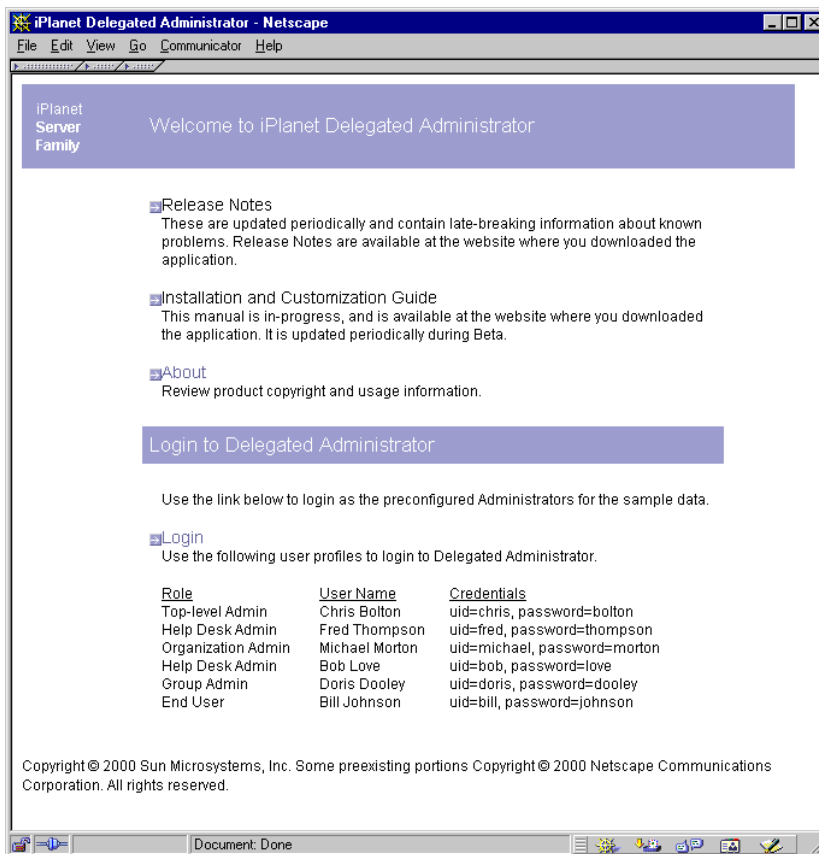 iPlanet Delegated Administrator - Netscape
File Edit View Go Communicator Help
iPlanet
Server
Family
Welcome to iPlanet Delegated Administrator
Release Notes
These are updated periodically and contain late-breaking information about known
problems. Release Notes are available at the website where you downloaded the
application.
Installation and Customization Guide
This manual is in-progress, and is available at the website where you downloaded
the application. It is updated periodically during Beta.
About
Review product copyright and usage information.
Login to Delegated Administrator
Use the link below to login as the preconfigured Administrators for the sample data.
Login
Use the following user profiles to login to Delegated Administrator.
Role User Name Credentials
Top-level Admin Chris Bolton uid=chris, password=bolton
Help Desk Admin Fred Thompson uid=fred, password=thompson
Organization Admin Michael Morton uid=michael, password=morton
Help Desk Admin Bob Love uid=bob, password=love
Group Admin Doris Dooley uid=doris, password=dooley
End User Bill Johnson uid=bill, password=johnson
Copyright © 2000 Sun Microsystems, Inc. Some preexisting portions Copyright © 2000 Netscape Communications
Corporation. All rights reserved.
Document: Done